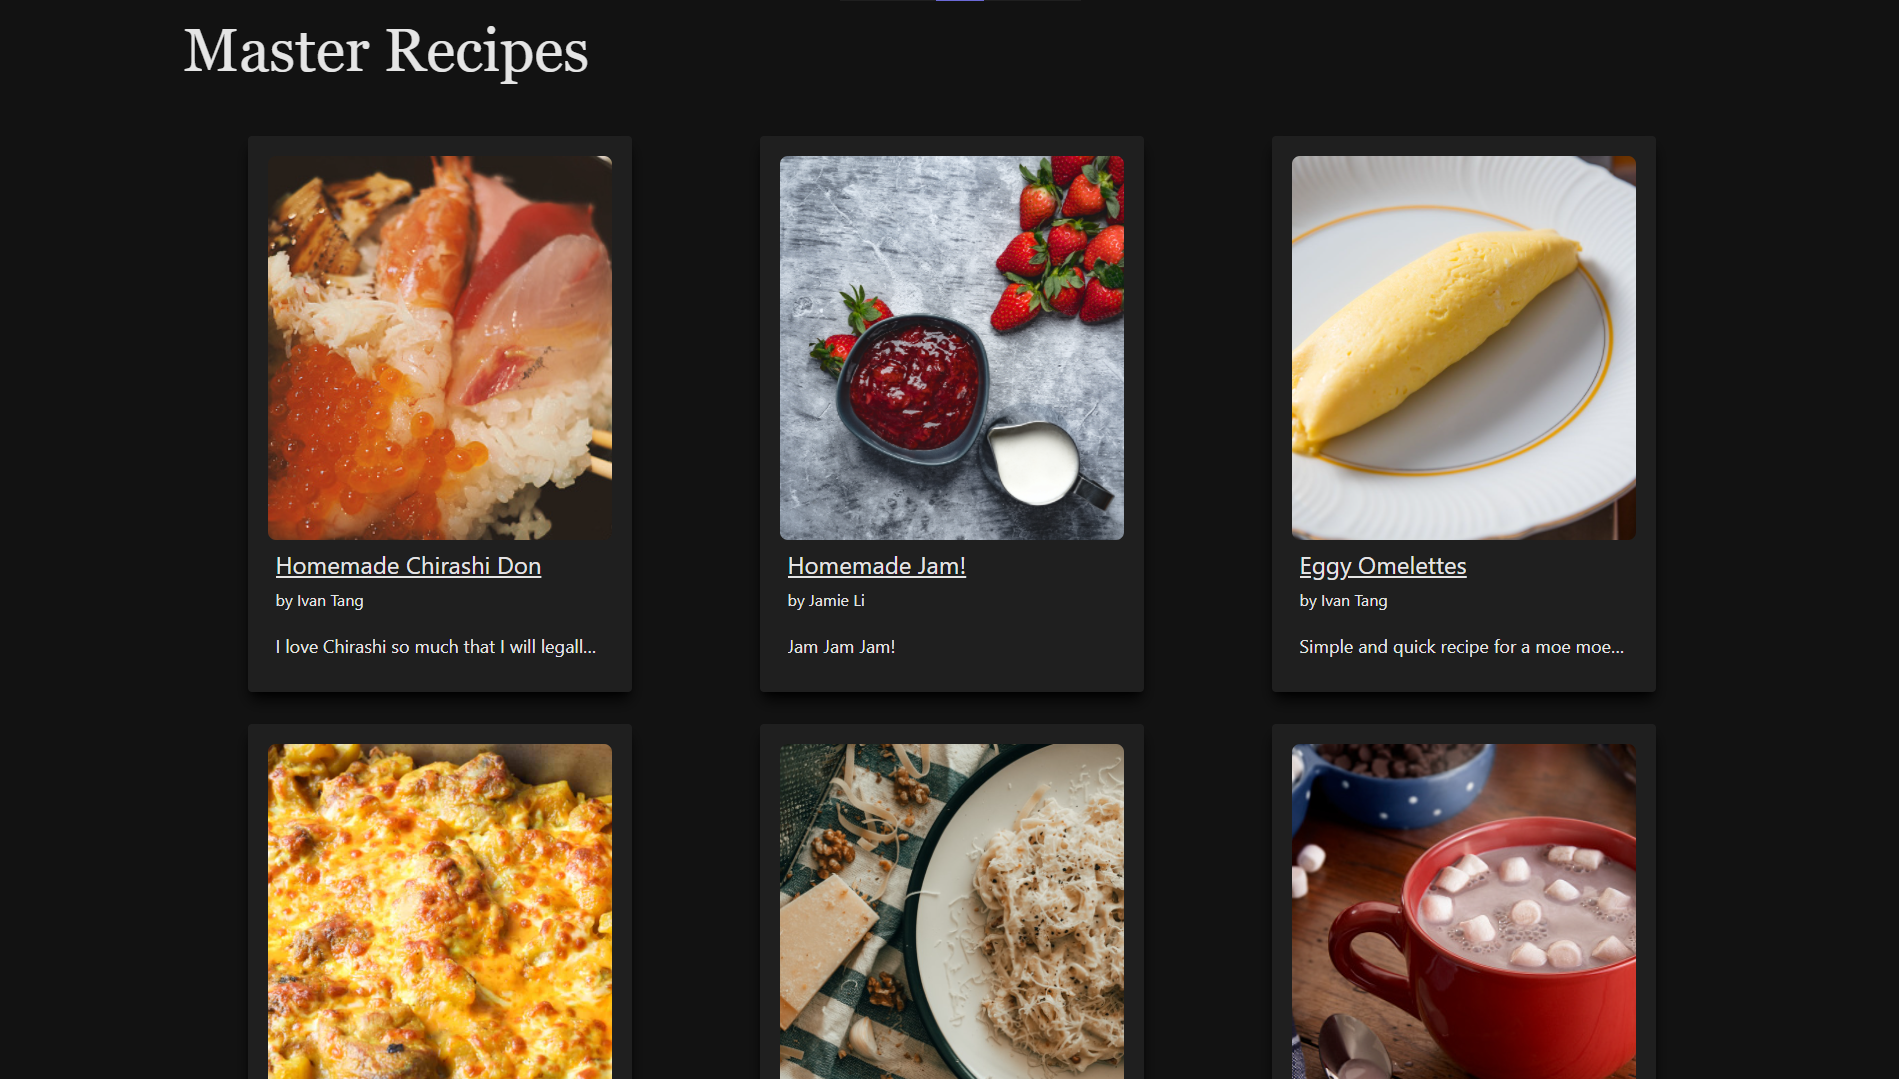 Master Recipes
Homemade Chirashi Don
by Ivan Tang
I love Chirashi so much that I will legall...
Homemade Jam!
by Jamie Li
Jam Jam Jam!
Eggy Omelettes
by Ivan Tang
Simple and quick recipe for a moe moe...